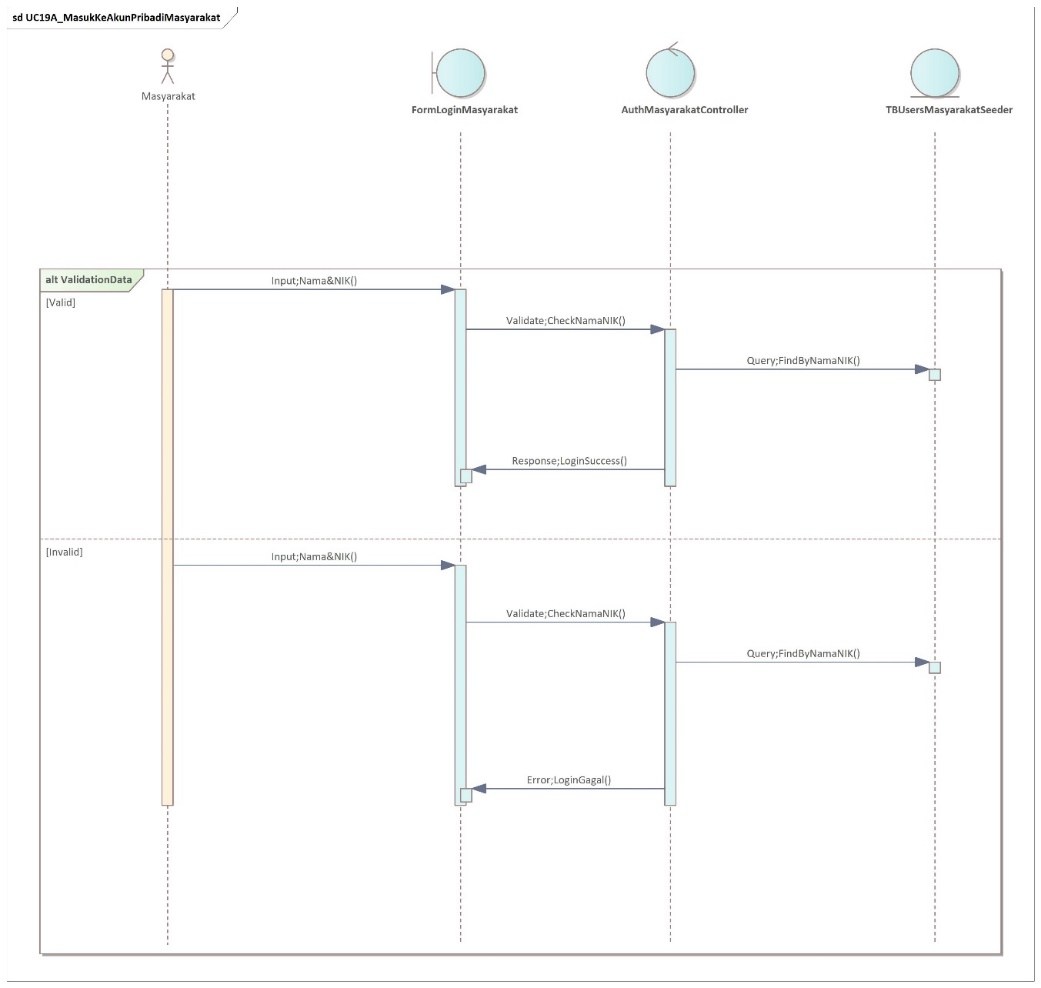 sd UC19A_MasukKeAkunPribadiMasyarakat
Masyarakat
FormLoginMasyarakat
AuthMasyarakatController
TBUsersMasyarakatSeeder
alt ValidationData
[Valid]
Input;Nama&NIK()
Validate;CheckNamaNIK()
Query;FindByNamaNIK()
Response;LoginSuccess()
[Invalid]
Input;Nama&NIK()
Validate;CheckNamaNIK()
Query;FindByNamaNIK()
Error;LoginGagal()